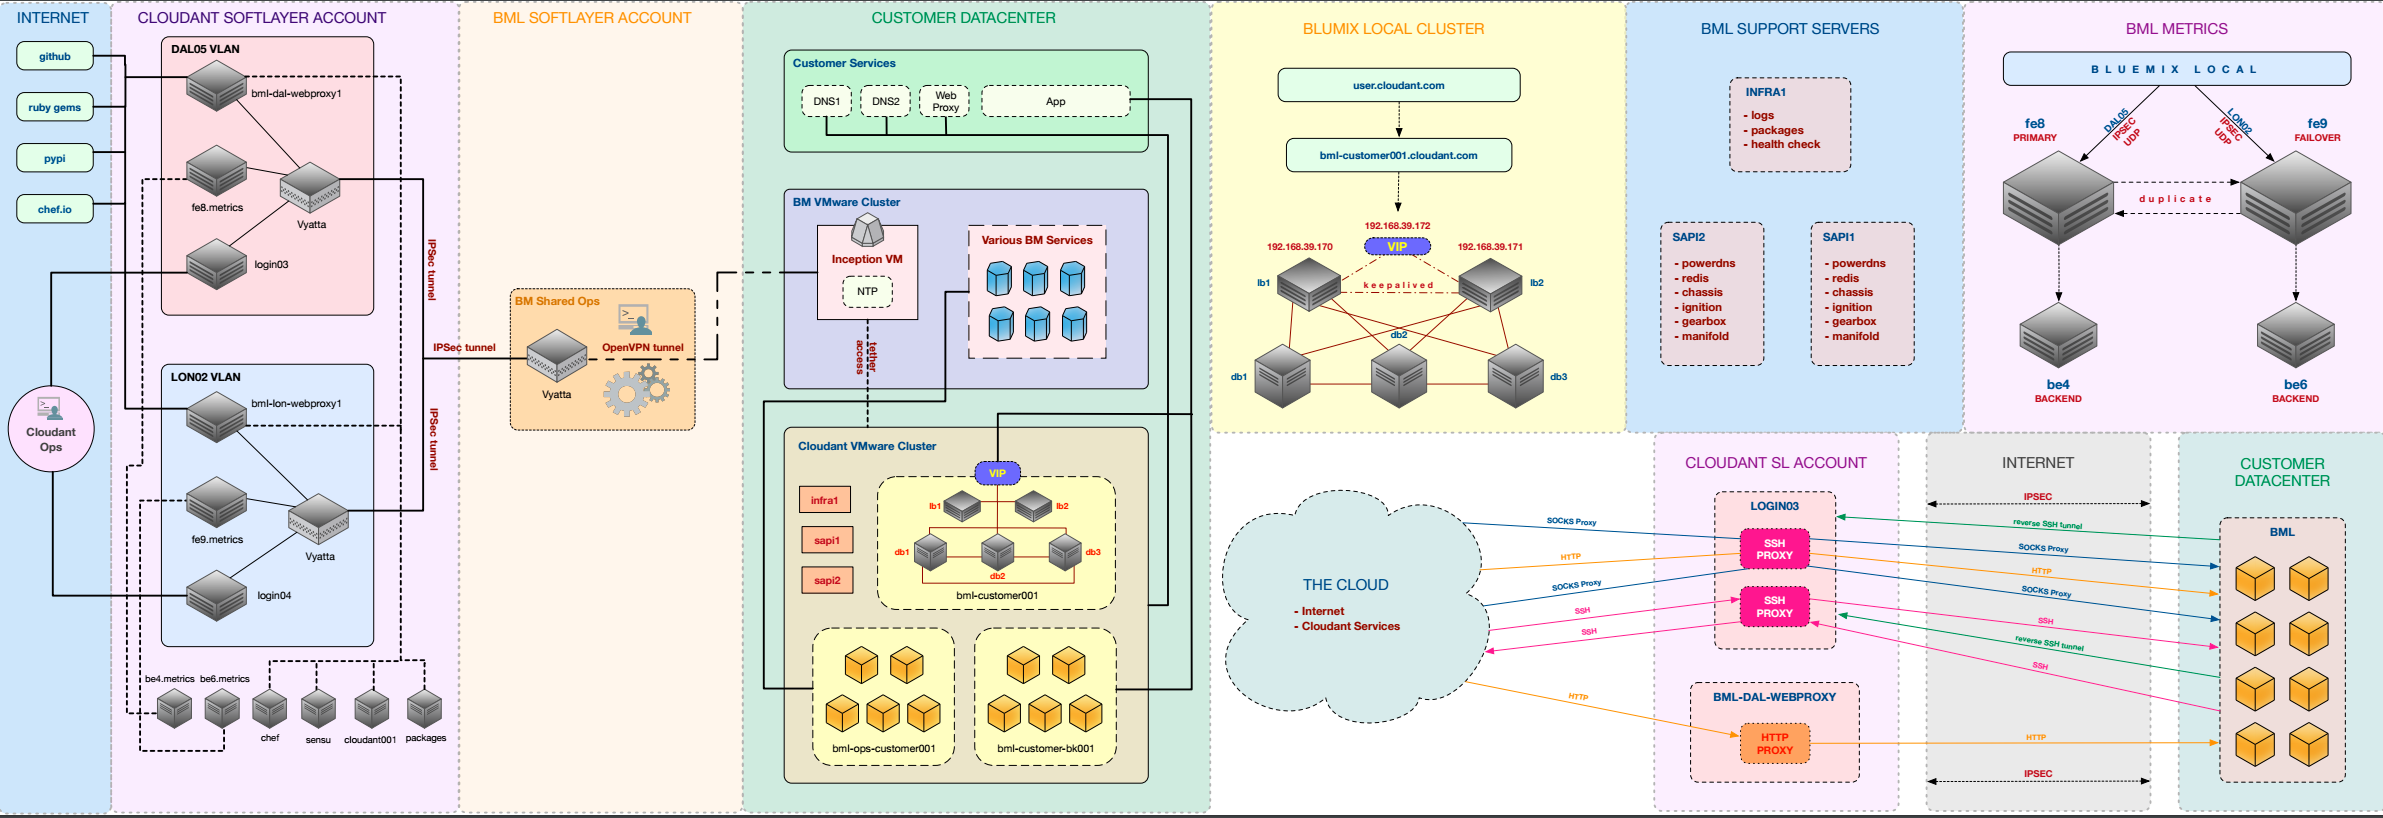 INTERNET
github
ruby gems
pypi
chef.io
Cloudant
Ops
CLOUDANT SOFTLAYER ACCOUNT
DAL05 VLAN
bml-dal-webproxy1
fe8.metrics
Vyatta
login03
IPSec tunnel
LON02 VLAN
bml-lon-webproxy1
fe9.metrics
Vyatta
login04
IPSec tunnel
IPSec tunnel
be4.metrics
be6.metrics
chef
sensu
cloudant001
packages
BML SOFTLAYER ACCOUNT
BM Shared Ops
OpenVPN tunnel
Vyatta
CUSTOMER DATACENTER
Customer Services
DNS1
DNS2
Web
Proxy
App
BM VMware Cluster
Inception VM
NTP
tether
access
Various BM Services
Cloudant VMware Cluster
VIP
infra1
sapi1
sapi2
lb1
lb2
db1
db2
db3
bml-customer001
bml-ops-customer001
bml-customer-bk001
BLUMIX LOCAL CLUSTER
user.cloudant.com
bml-customer001.cloudant.com
192.168.39.172
192.168.39.170
VIP
192.168.39.171
lb1
keepalived
lb2
db2
db1
db3
BML SUPPORT SERVERS
INFRA1
- logs
- packages
- health check
SAPI2
- powerdns
- redis
- chassis
- ignition
- gearbox
- manifold
SAPI1
- powerdns
- redis
- chassis
- ignition
- gearbox
- manifold
BML METRICS
BLUEMIX LOCAL
fe8
PRIMARY
DAL05
IPSEC
UDP
LON02
IPSEC
UDP
fe9
FAILOVER
duplicate
be4
BACKEND
be6
BACKEND
THE CLOUD
- Internet
- Cloudant Services
SOCKS Proxy
HTTP
SOCKS Proxy
SSH
SSH
HTTP
CLOUDANT SL ACCOUNT
LOGIN03
SSH
PROXY
SSH
PROXY
BML-DAL-WEBPROXY
HTTP
PROXY
INTERNET
IPSEC
reverse SSH tunnel
SOCKS Proxy
HTTP
SOCKS Proxy
SSH
reverse SSH tunnel
SSH
HTTP
IPSEC
CUSTOMER
DATACENTER
BML